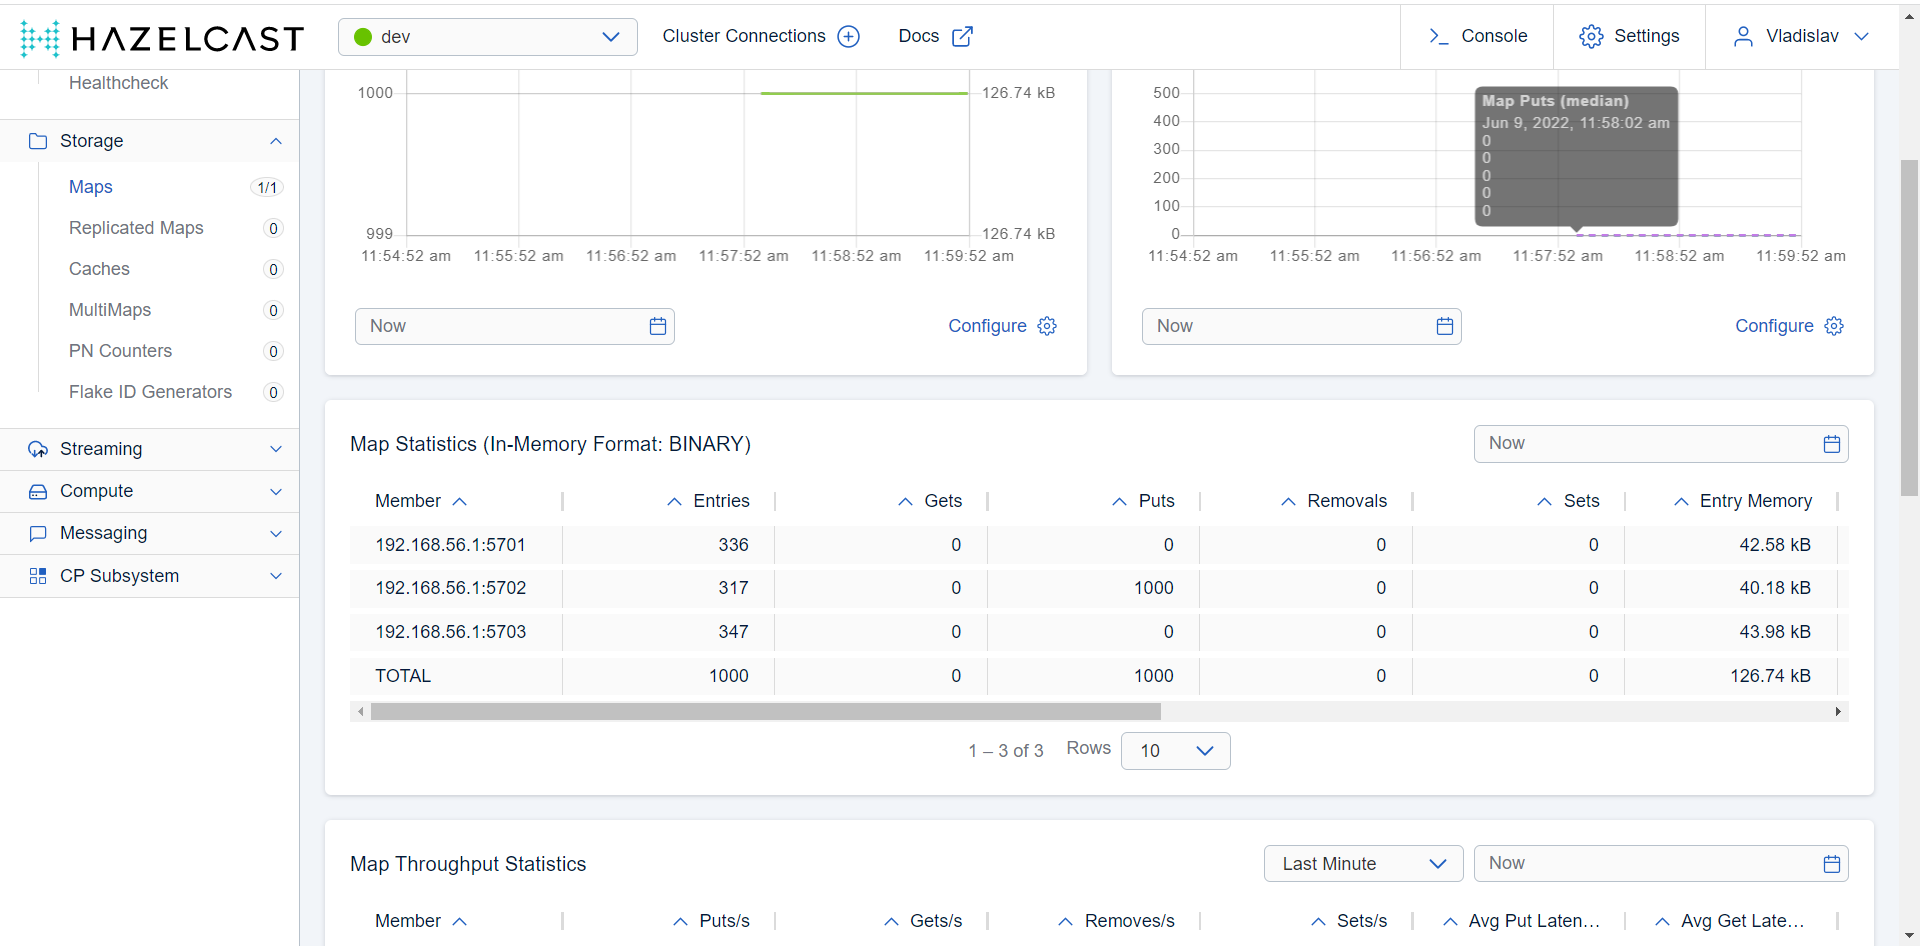 HAZELCAST
dev
Cluster Connections
Docs
Console
Settings
Vladislav
Healthcheck
Storage
Maps 1/1
Replicated Maps 0
Caches 0
MultiMaps 0
PN Counters 0
Flake ID Generators 0
Streaming
Compute
Messaging
CP Subsystem
1000 126.74 kB
999 126.74 kB
11:54:52 am 11:55:52 am 11:56:52 am 11:57:52 am 11:58:52 am 11:59:52 am
Now
Configure
500
400
300
200
100
0
Map Puts (median)
Jun 9, 2022, 11:58:02 am
0
0
0
0
0
11:54:52 am 11:55:52 am 11:56:52 am 11:57:52 am 11:58:52 am 11:59:52 am
Now
Configure
Map Statistics (In-Memory Format: BINARY)
Now
Member Entries Gets Puts Removals Sets Entry Memory
192.168.56.1:5701 336 0 0 0 0 42.58 kB
192.168.56.1:5702 317 0 1000 0 0 40.18 kB
192.168.56.1:5703 347 0 0 0 0 43.98 kB
TOTAL 1000 0 1000 0 0 126.74 kB
1 – 3 of 3 Rows 10
Map Throughput Statistics
Last Minute
Now
Member Puts/s Gets/s Removes/s Sets/s Avg Put Laten... Avg Get Late...